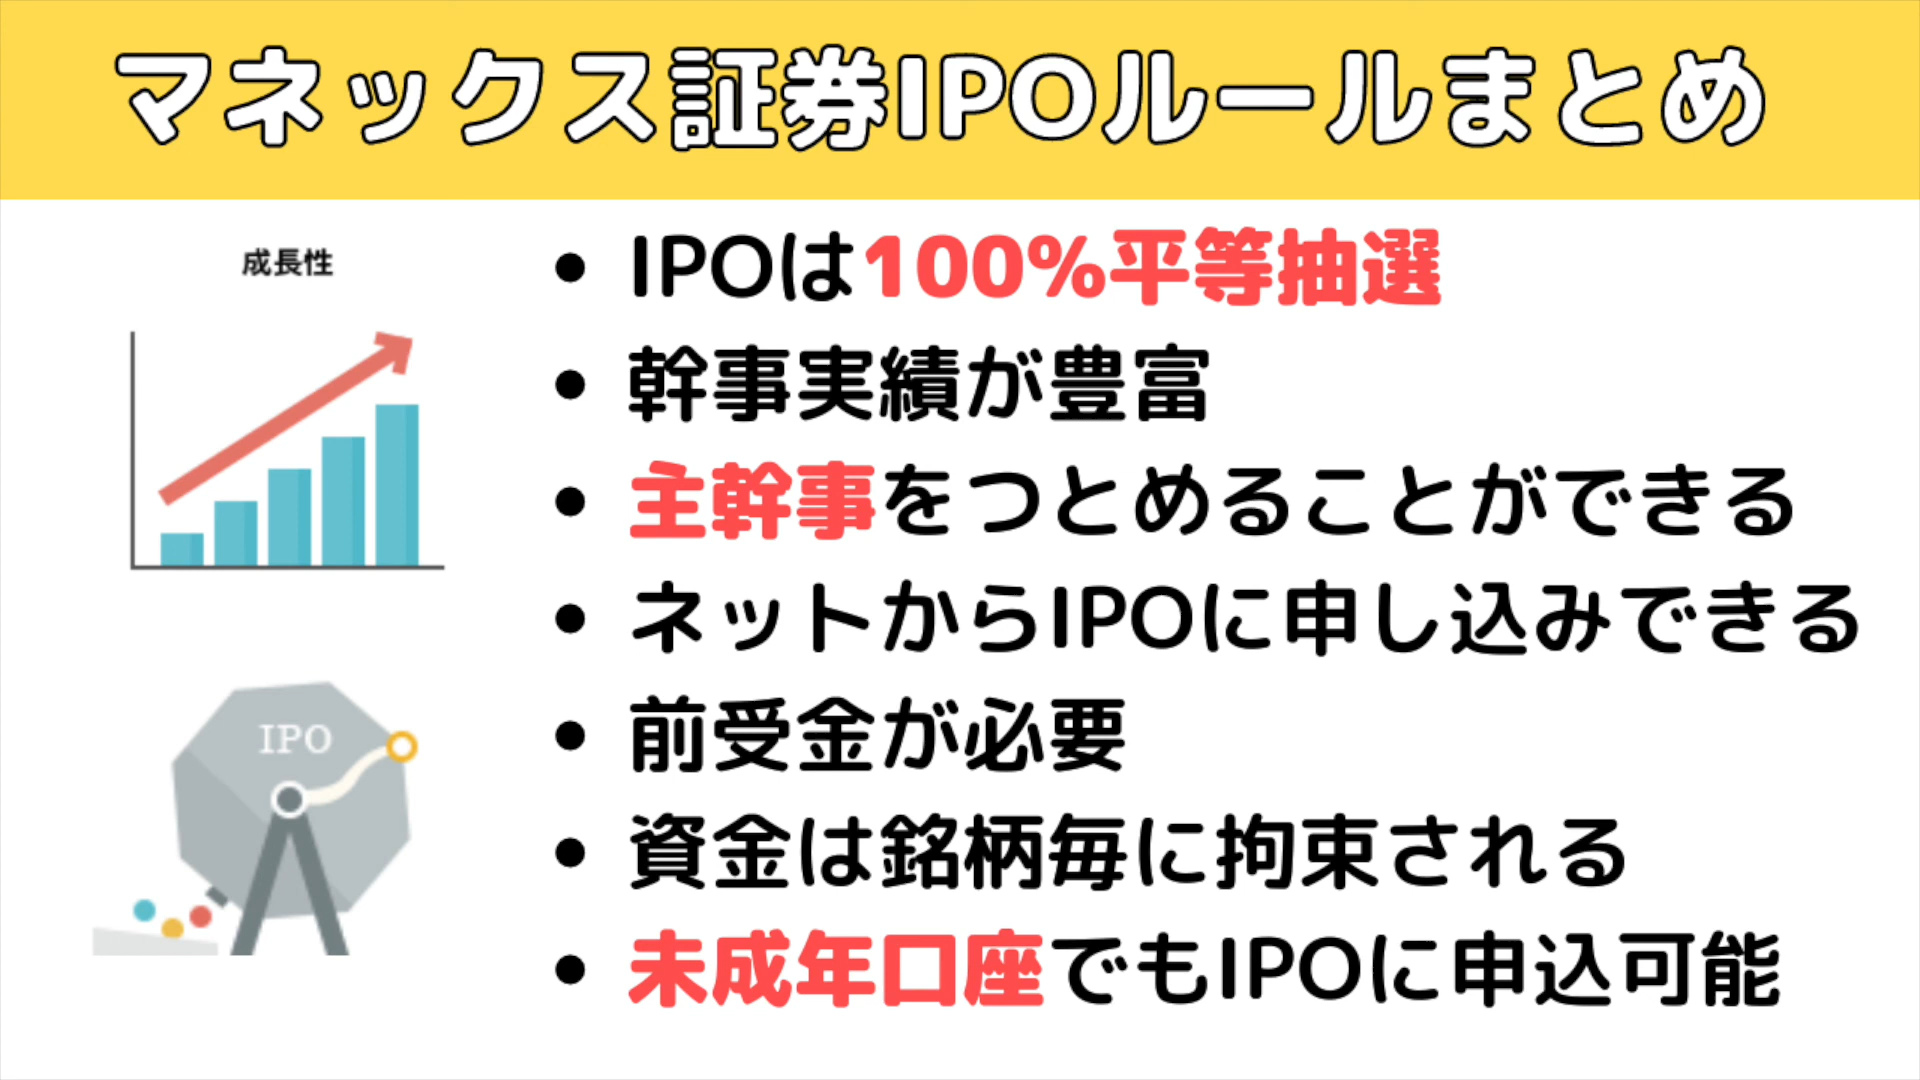 マネックス証券IPOルールまとめ
成長性
• IPOは100%平等抽選
• 幹事実績が豊富
• 主幹事をつとめることができる
• ネットからIPOに申し込みできる
• 前受金が必要
• 資金は銘柄毎に拘束される
• 未成年口座でもIPOに申込可能
IPO